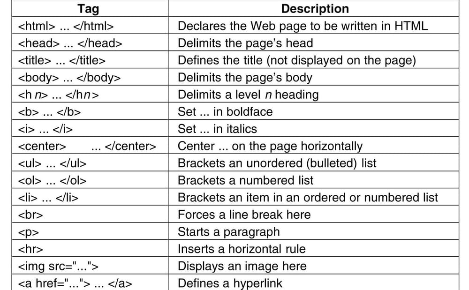 Tag Description
<html> ... </html> Declares the Web page to be written in HTML
<head> ... </head> Delimits the page's head
<title> ... </title> Defines the title (not displayed on the page)
<body> ... </body> Delimits the page's body
<h n> ... </hn> Delimits a level n heading
<b> ... </b> Set ... in boldface
<i> ... </i> Set ... in italics
<center> ... </center> Center ... on the page horizontally
<ul> ... </ul> Brackets an unordered (bulleted) list
<ol> ... </ol> Brackets a numbered list
<li> ... </li> Brackets an item in an ordered or numbered list
<br> Forces a line break here
<p> Starts a paragraph
<hr> Inserts a horizontal rule
<img src="..."> Displays an image here
<a href="..."> ... </a> Defines a hyperlink